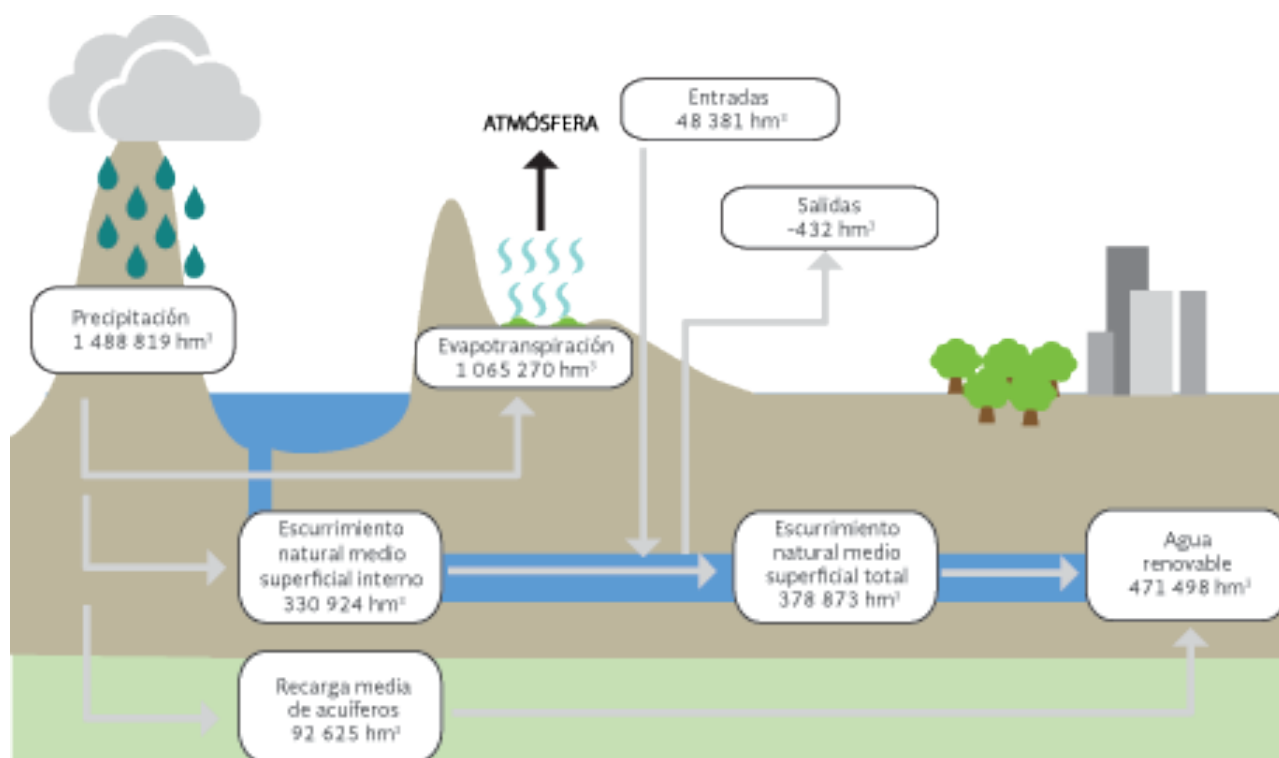 Entradas
48 381 hm³
ATMÓSFERA
Salidas
-432 hm³
Precipitación
1 488 819 hm³
Evapotranspiración
1 065 270 hm³
Escurrimiento
natural medio
superficial interno
330 924 hm³
Escurrimiento
natural medio
superficial total
378 873 hm³
Agua
renovable
471 498 hm³
Recarga media
de acuíferos
92 625 hm³